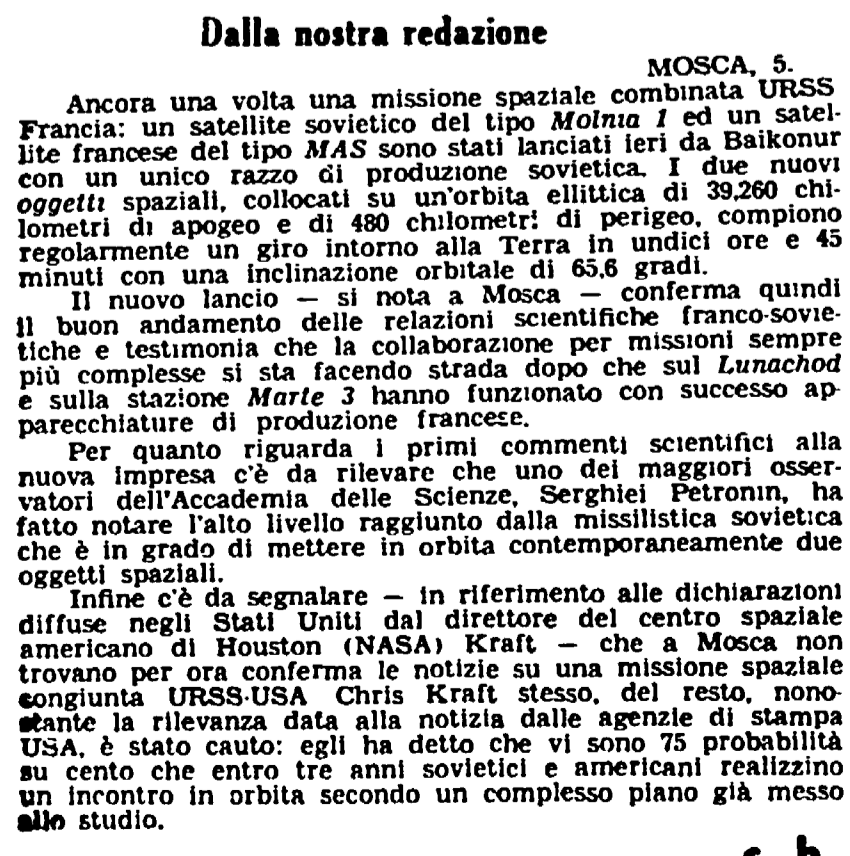 Dalla nostra redazione
MOSCA, 5.
Ancora una volta una missione spaziale combinata URSS
Francia: un satellite sovietico del tipo Molnia 1 ed un satel-
lite francese del tipo MAS sono stati lanciati ieri da Baikonur
con un unico razzo di produzione sovietica. I due nuovi
oggetti spaziali, collocati su un'orbita ellittica di 39.260 chi-
lometri di apogeo e di 480 chilometri di perigeo, compiono
regolarmente un giro intorno alla Terra in undici ore e 45
minuti con una inclinazione orbitale di 65,6 gradi.
Il nuovo lancio — si nota a Mosca — conferma quindi
il buon andamento delle relazioni scientifiche franco-sovie-
tiche e testimonia che la collaborazione per missioni sempre
più complesse si sta facendo strada dopo che sul Lunachod
e sulla stazione Marte 3 hanno funzionato con successo ap-
parecchiature di produzione francese.
Per quanto riguarda i primi commenti scientifici alla
nuova impresa c'è da rilevare che uno dei maggiori osser-
vatori dell'Accademia delle Scienze, Serghiei Petronin, ha
fatto notare l'alto livello raggiunto dalla missilistica sovietica
che è in grado di mettere in orbita contemporaneamente due
oggetti spaziali.
Infine c'è da segnalare — in riferimento alle dichiarazioni
diffuse negli Stati Uniti dal direttore del centro spaziale
americano di Houston (NASA) Kraft — che a Mosca non
trovano per ora conferma le notizie su una missione spaziale
congiunta URSS-USA Chris Kraft stesso, del resto, nono-
stante la rilevanza data alla notizia dalle agenzie di stampa
USA, è stato cauto: egli ha detto che vi sono 75 probabilità
su cento che entro tre anni sovietici e americani realizzino
un incontro in orbita secondo un complesso piano già messo
allo studio.